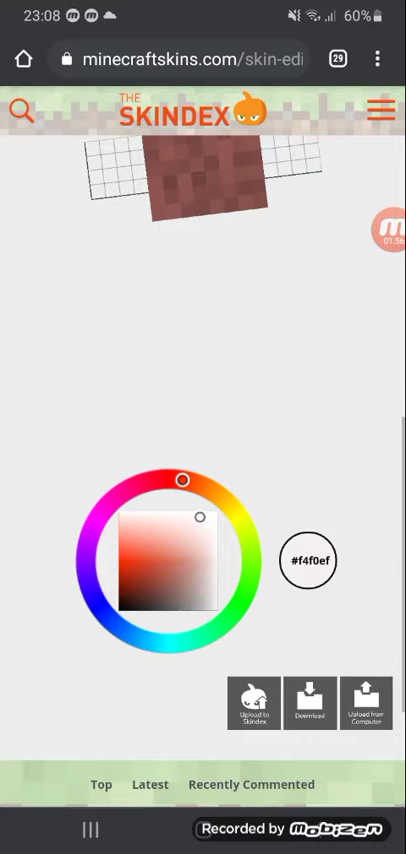 23:08
60%
minecraftskins.com/skin-edi
29
THE
SKINDEX
m
01:56
#f4f0ef
Upload to
Skindex
Download
Upload from
Computer
Top Latest Recently Commented
Recorded by mobizen